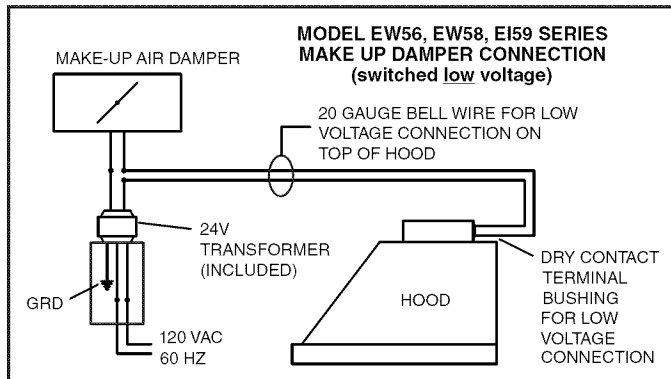 MODEL EW56, EW58, EI59 SERIES
MAKE UP DAMPER CONNECTION
(switched low voltage)
MAKE-UP AIR DAMPER
20 GAUGE BELL WIRE FOR LOW
VOLTAGE CONNECTION ON
TOP OF HOOD
24V
TRANSFORMER
(INCLUDED)
GRD
120 VAC
60 HZ
HOOD
DRY CONTACT
TERMINAL
BUSHING
FOR LOW
VOLTAGE
CONNECTION